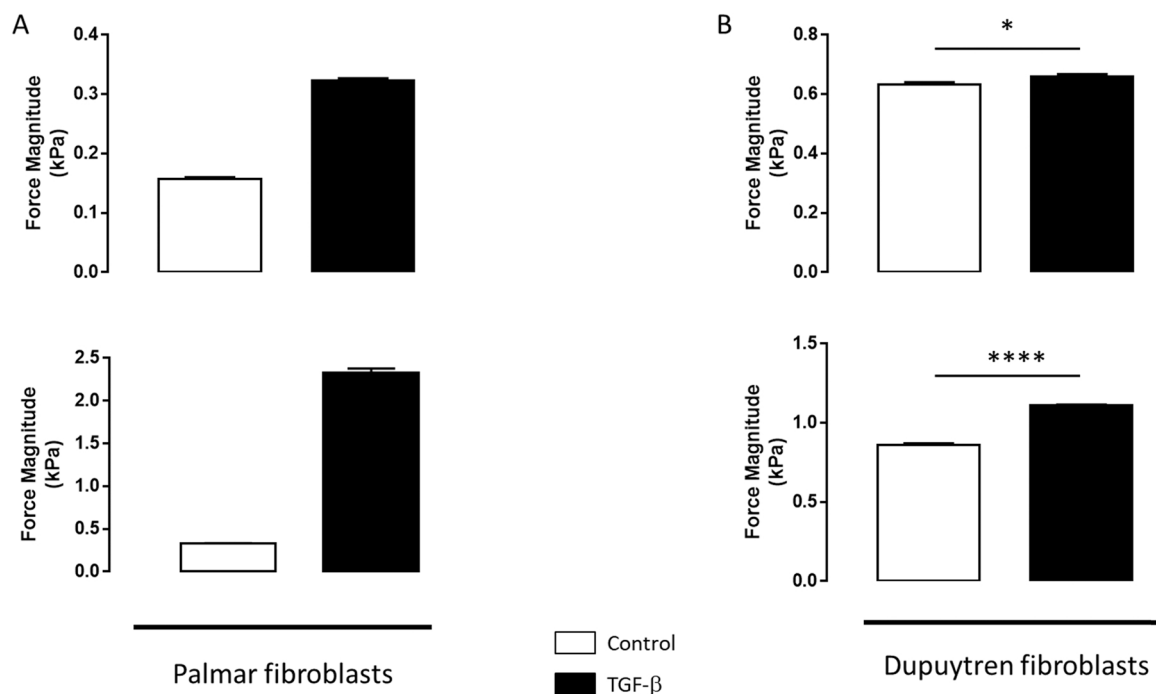 A
Force Magnitude
(kPa)
0.4
0.3
0.2
0.1
0.0
B
Force Magnitude
(kPa)
0.8
0.6
0.4
0.6
0.0
*
Force Magnitude
(kPa)
2.5
2.0
1.5
1.0
0.5
0.0
Force Magnitude
(kPa)
1.5
1.0
0.5
0.0
****
Palmar fibroblasts
Control
TGF-β
Dupuytren fibroblasts